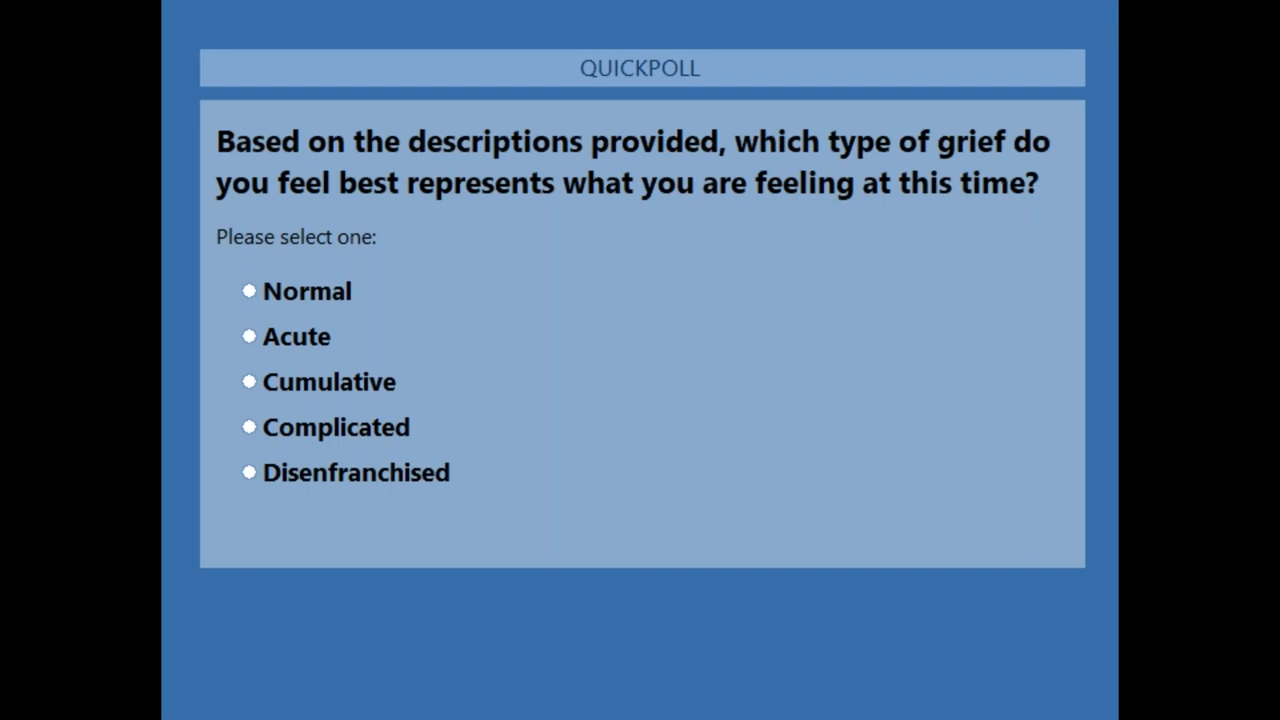 QUICKPOLL
Based on the descriptions provided, which type of grief do
you feel best represents what you are feeling at this time?
Please select one:
Normal
Acute
Cumulative
Complicated
Disenfranchised